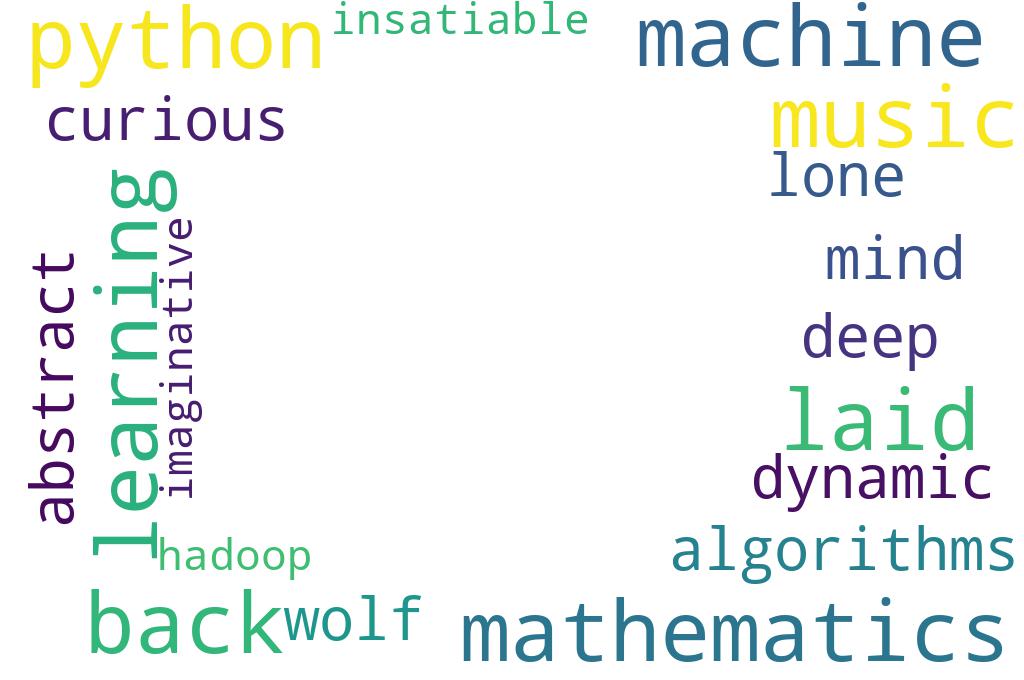 python
insatiable
machine
curious
music
lone
learning
imaginative
abstract
mind
deep
laid
dynamic
hadoop
algorithms
back
wolf
mathematics